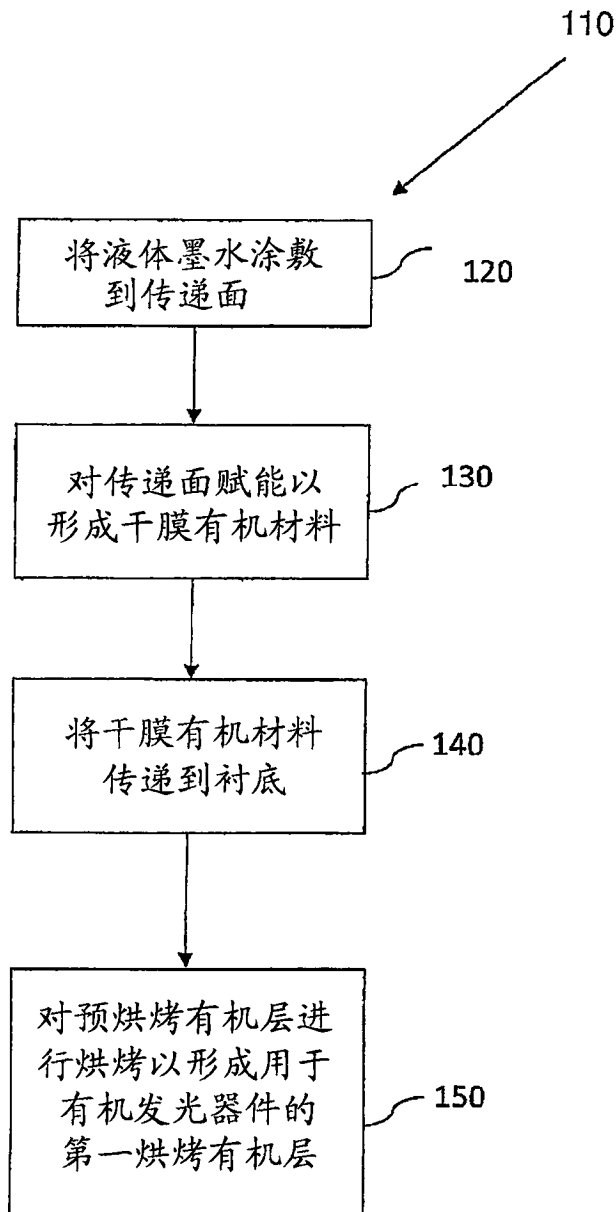 110
将液体墨水涂敷
到传递面
120
对传递面赋能以
形成干膜有机材料
130
将干膜有机材料
传递到衬底
140
对预烘烤有机层进
行烘烤以形成用于
有机发光器件的
第一烘烤有机层
150